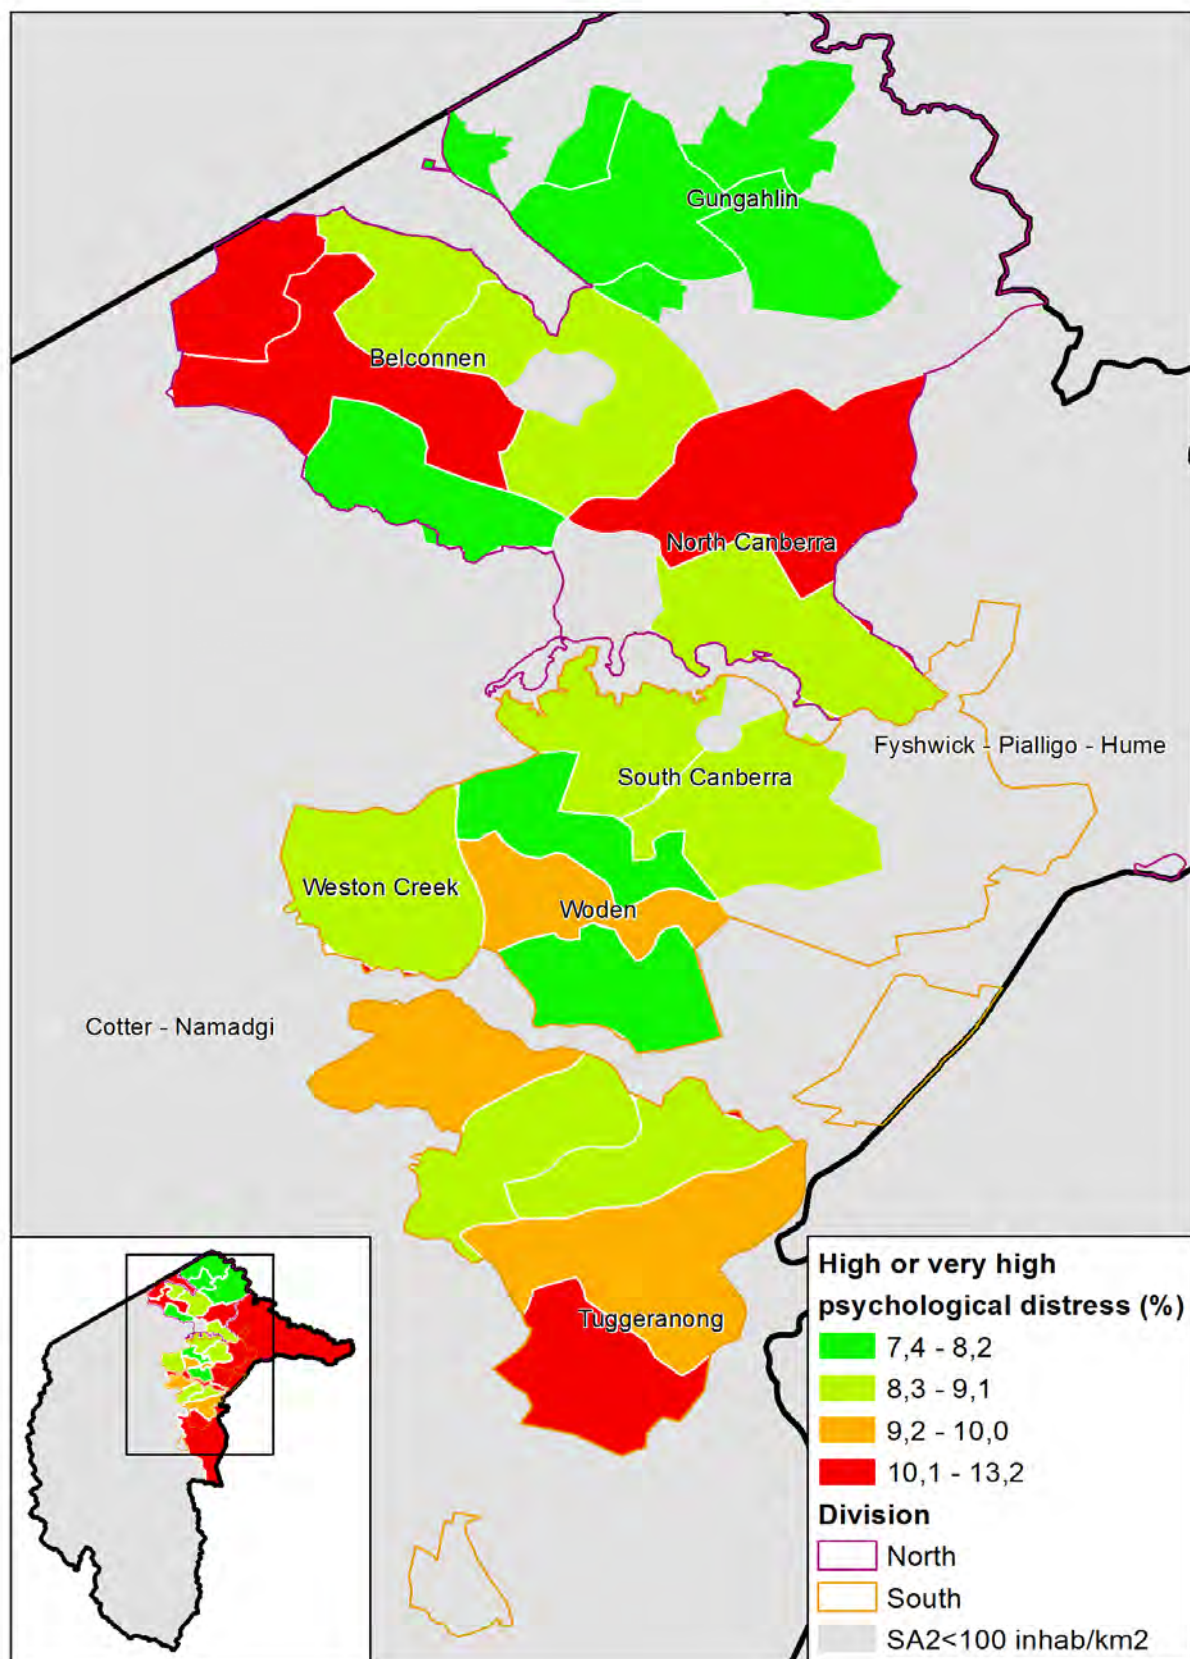 Gungahlin
Belconnen
North Canberra
Fyshwick - Pialligo - Hume
South Canberra
Weston Creek
Woden
Cotter - Namadgi
Tuggeranong
High or very high
psychological distress (%)
7,4 - 8,2
8,3 - 9,1
9,2 - 10,0
10,1 - 13,2
Division
North
South
SA2<100 inhab/km2